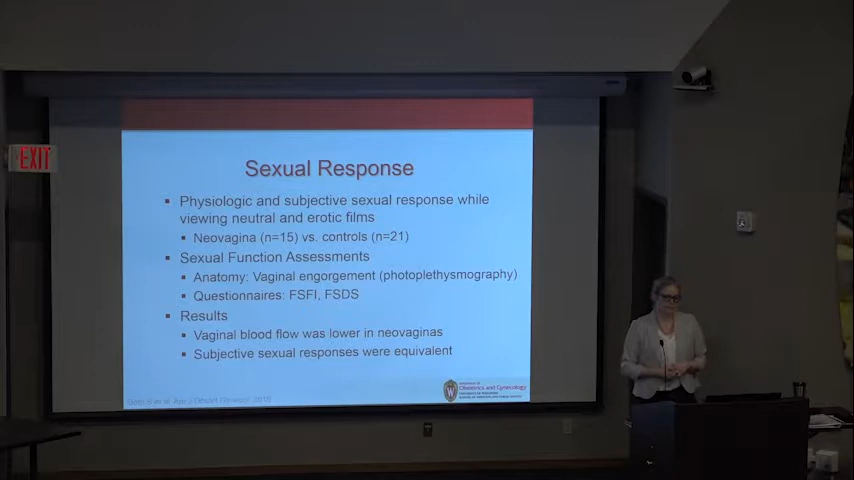 EXIT
Sexual Response
▪ Physiologic and subjective sexual response while
viewing neutral and erotic films
▪ Neovagina (n=15) vs. controls (n=21)
▪ Sexual Function Assessments
▪ Anatomy: Vaginal engorgement (photoplethysmography)
▪ Questionnaires: FSFI, FSDS
▪ Results
▪ Vaginal blood flow was lower in neovaginas
▪ Subjective sexual responses were equivalent
Obstetrics and Gynecology